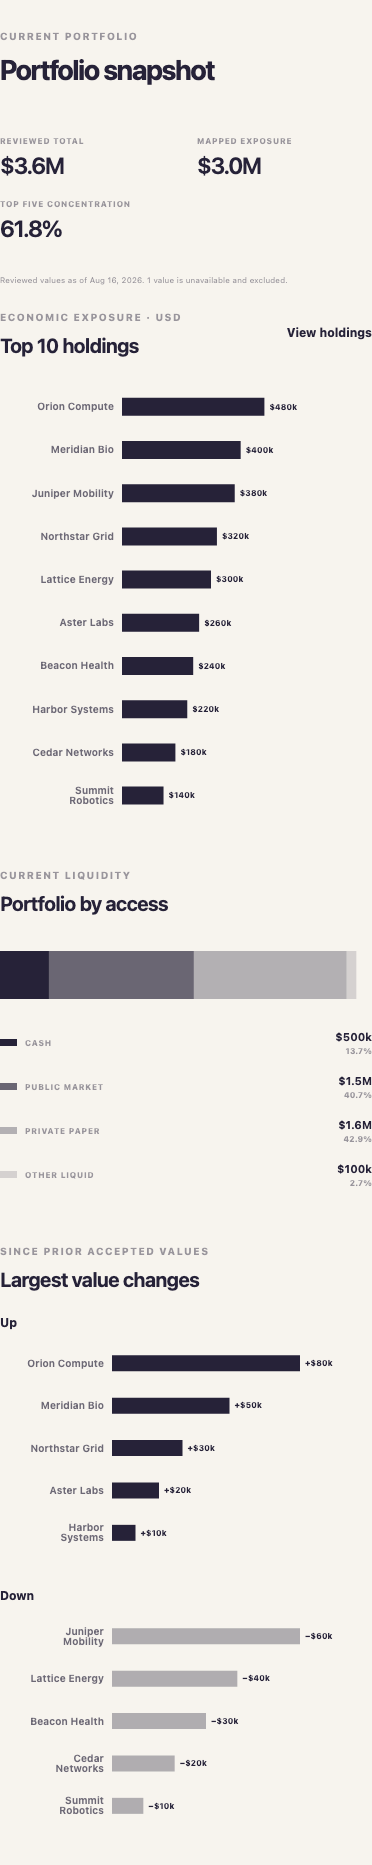 CURRENT PORTFOLIO
Portfolio snapshot
REVIEWED TOTAL
$3.6M
MAPPED EXPOSURE
$3.0M
TOP FIVE CONCENTRATION
61.8%
Reviewed values as of Aug 16, 2026. 1 value is unavailable and excluded.
ECONOMIC EXPOSURE · USD
Top 10 holdings
View holdings
Orion Compute $480k
Meridian Bio $400k
Juniper Mobility $380k
Northstar Grid $320k
Lattice Energy $300k
Aster Labs $260k
Beacon Health $240k
Harbor Systems $220k
Cedar Networks $180k
Summit
Robotics $140k
CURRENT LIQUIDITY
Portfolio by access
CASH $500k
13.7%
PUBLIC MARKET $1.5M
40.7%
PRIVATE PAPER $1.6M
42.9%
OTHER LIQUID $100k
2.7%
SINCE PRIOR ACCEPTED VALUES
Largest value changes
Up
Orion Compute +$80k
Meridian Bio +$50k
Northstar Grid +$30k
Aster Labs +$20k
Harbor
Systems +$10k
Down
Juniper
Mobility −$60k
Lattice Energy −$40k
Beacon Health −$30k
Cedar
Networks −$20k
Summit
Robotics −$10k